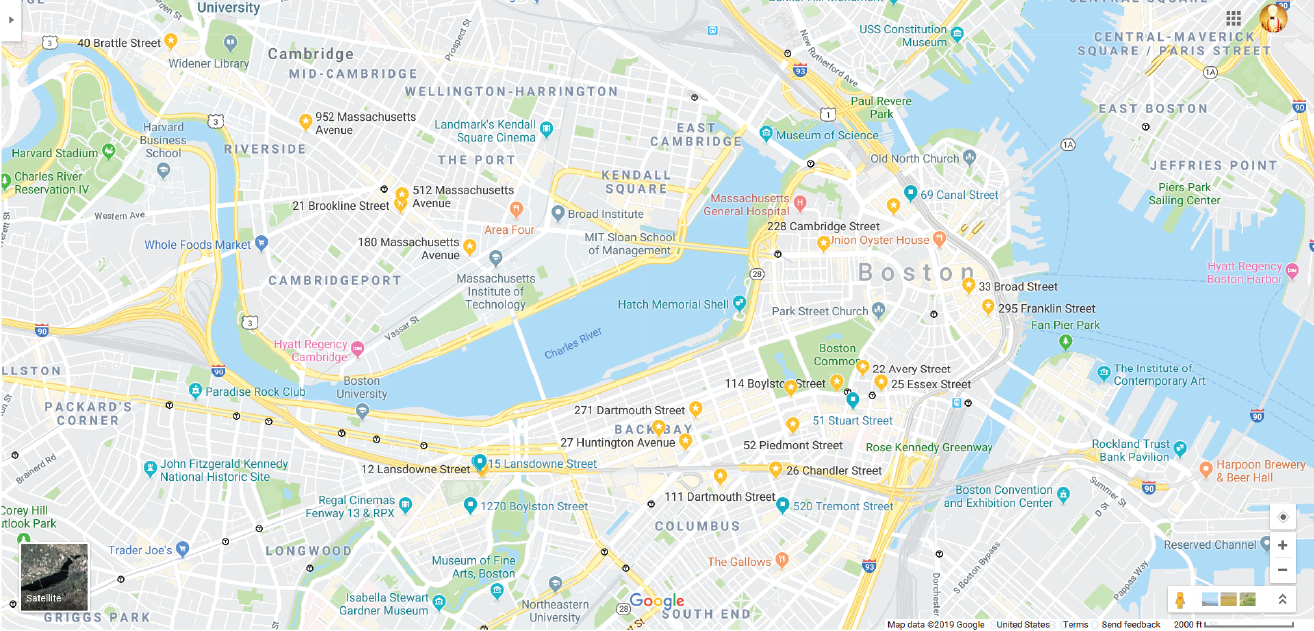 University
40 Brattle Street
3
Widener Library
Cambridge
MID-CAMBRIDGE
Prospect St
WELLINGTON-HARRINGTON
New Rutherford Ave
93
USS Constitution
Museum
CENTRAL-MAVERICK
SQUARE / PARIS STREET
90
1A
EAST BOSTON
90
Paul Revere
Park
1
952 Massachusetts
Avenue
3
Harvard
Business
School
RIVERSIDE
Landmark's Kendall
Square Cinema
EAST
CAMBRIDGE
Museum of Science
1A
Harvard Stadium
THE PORT
Old North Church
JEFFRIES POINT
Charles River
Reservation IV
KENDALL
SQUARE
Piers Park
Sailing Center
512 Massachusetts
Avenue
21 Brookline Street
69 Canal Street
Massachusetts
General Hospital
Western Ave
Area Four
Broad Institute
228 Cambridge Street
Whole Foods Market
180 Massachusetts
Avenue
MIT Sloan School
of Management
Union Oyster House
Boston
Hyatt Regency
Boston Harbor
CAMBRIDGEPORT
Massachusetts
Institute of
Technology
28
33 Broad Street
Hatch Memorial Shell
Park Street Church
295 Franklin Street
Fan Pier Park
90
3
Vassar St
Charles River
Hyatt Regency
Cambridge
Boston
Common
90
22 Avery Street
The Institute of
Contemporary Art
LLSTON
Boston
University
114 Boylston Street
25 Essex Street
Paradise Rock Club
PACKARD'S
CORNER
271 Dartmouth Street
51 Stuart Street
90
BACK BAY
27 Huntington Avenue
52 Piedmont Street
Rose Kennedy Greenway
Rockland Trust
Bank Pavilion
Brainerd Rd
John Fitzgerald Kennedy
National Historic Site
12 Lansdowne Street
15 Lansdowne Street
26 Chandler Street
Harpoon Brewery
& Beer Hall
90
Summer St
Regal Cinemas
Fenway 13 & RPX
1270 Boylston Street
111 Dartmouth Street
520 Tremont Street
Boston Convention
and Exhibition Center
D St
Corey Hill
utlook Park
COLUMBUS
Trader Joe's
LONGWOOD
Museum of Fine
Arts, Boston
The Gallows
93
S Boston Bypass
Reserved Channel
Pappas Way
Dorchester
Satellite
Isabella Stewart
Gardner Museum
Northeastern
University
28
Google
SOUTH END
GRIGGS PARK
Map data ©2019 Google
United States
Terms
Send feedback
2000 ft